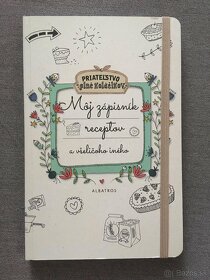 PRIATEĽSTVO
plné koláčikov
Môj zápisník
receptov
a všeličoho iného
ALBATROS